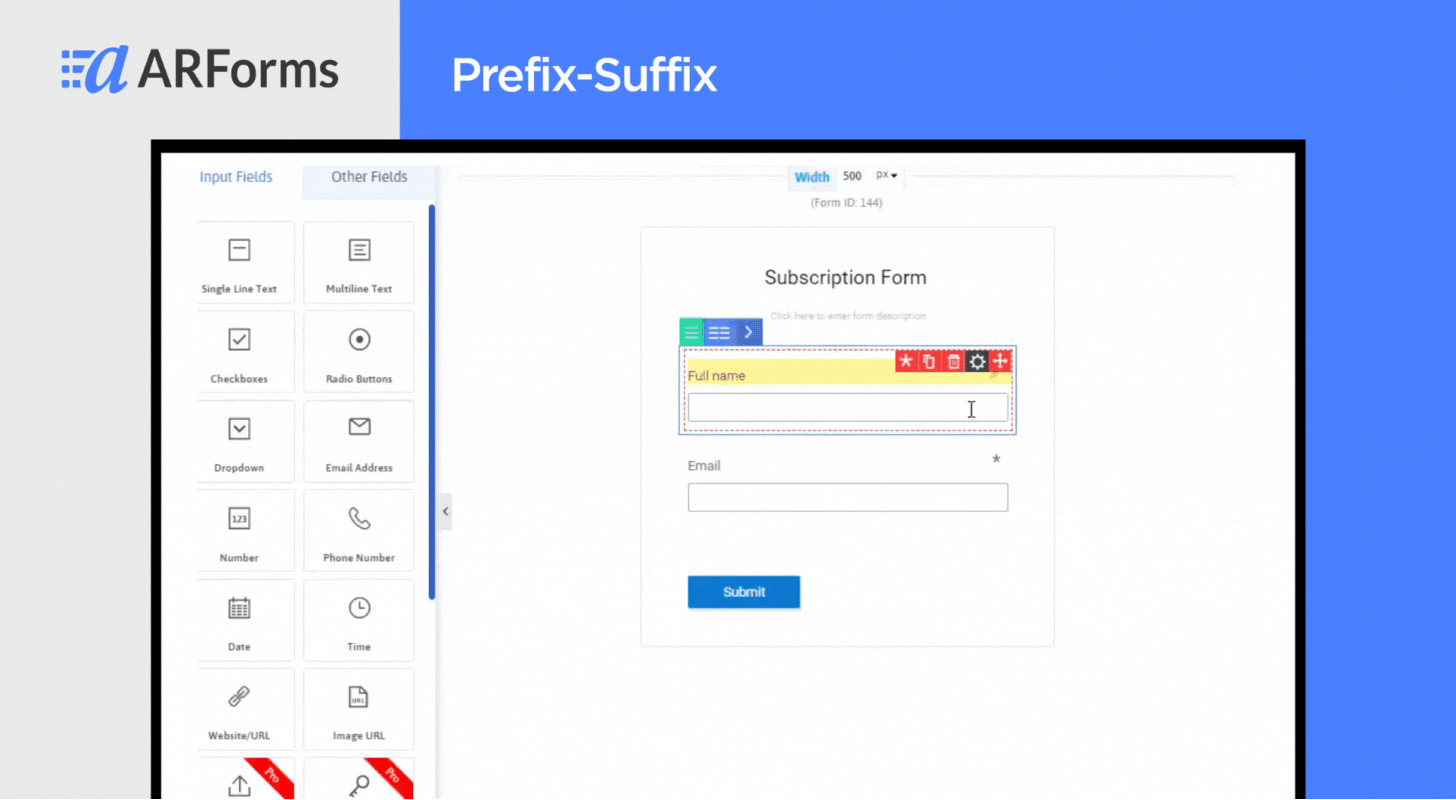 ARForms
Prefix-Suffix
Input Fields
Other Fields
Width 500 px
(Form ID: 144)
Single Line Text
Multiline Text
Subscription Form
Click here to enter form description
Checkboxes
Radio Buttons
Full name
Dropdown
Email Address
Email *
123
Number
Phone Number
Date
Time
Submit
URL
Website/URL
Image URL
Pro
Pro